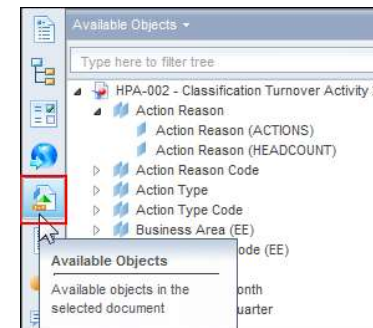 Available Objects
Type here to filter tree
HPA-002 - Classification Turnover Activity
Action Reason
Action Reason (ACTIONS)
Action Reason (HEADCOUNT)
Action Reason Code
Action Type
Action Type Code
Business Area (EE)
ode (EE)
Available Objects
Available objects in the
onth
selected document
uarter